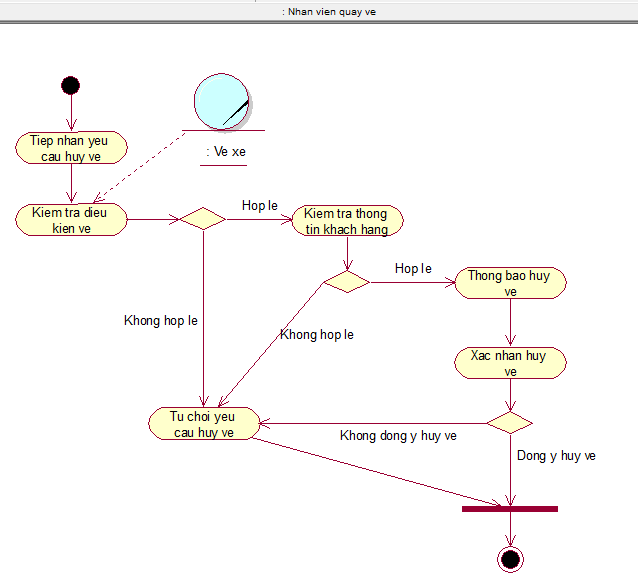 : Nhan vien quay ve
Tiep nhan yeu
cau huy ve
: Ve xe
Kiem tra dieu
kien ve
Hop le
Kiem tra thong
tin khach hang
Hop le
Thong bao huy
ve
Khong hop le
Khong hop le
Xac nhan huy
ve
Tu choi yeu
cau huy ve
Khong dong y huy ve
Dong y huy ve